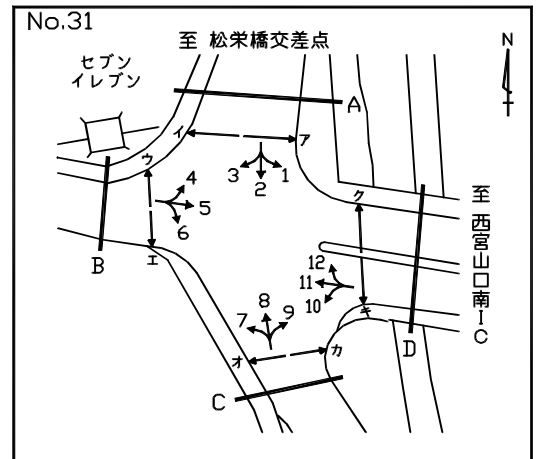 No.31
至 松栄橋交差点
N
セブン
イレブン
A
イ
ア
ウ
3
2
1
4
5
6
ク
至
西
宮
山
口
南
I
C
エ
B
12
11
10
キ
8
7
9
オ
カ
D
C